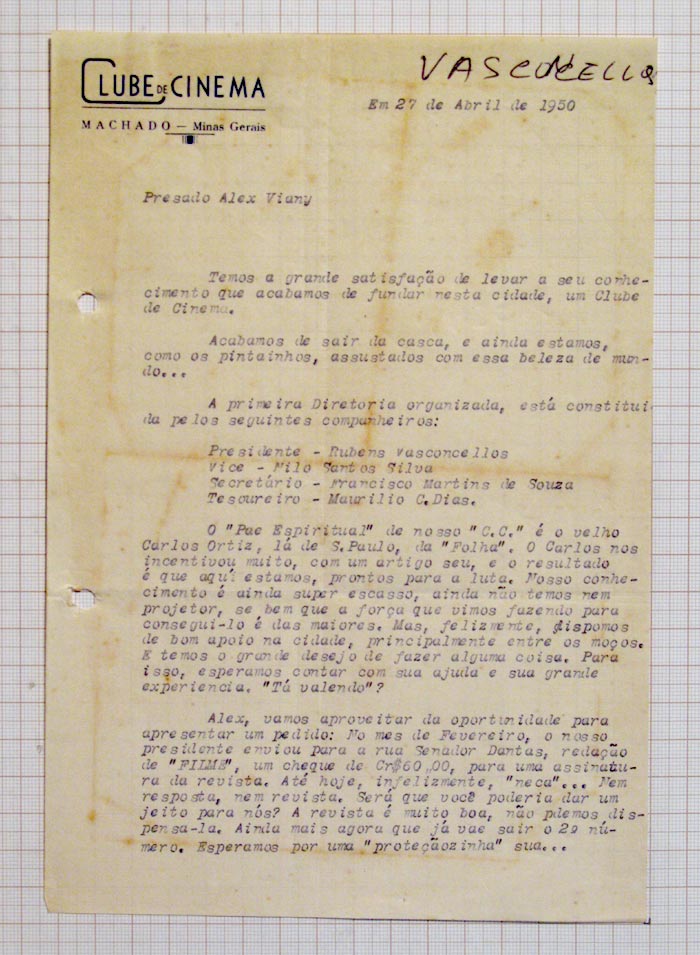 CLUBE DE CINEMA
MACHADO — Minas Gerais
VASCONCELLOS
Em 27 de Abril de 1950
Presado Alex Viany
Temos a grande satisfação de levar a seu conhe-
cimento que acabamos de fundar nesta cidade, um Clube
de Cinema.
Acabamos de sair da casca, e ainda estamos,
como os pintainhos, assustados com essa beleza de mun-
do...
A primeira Diretoria organizada, está constitui
da pelos seguintes companheiros:
Presidente - Rubens Vasconcellos
Vice - Nilo Santos Silva
Secretário - Francisco Martins de Souza
Tesoureiro - Maurilio C.Dias.
O "Pae Espiritual" de nosso "C.C." é o velho
Carlos Ortiz, lá de S.Paulo, da "Folha". O Carlos nos
incentivou muito, com um artigo seu, e o resultado
é que aquí estamos, prontos para a luta. Nosso conhe-
cimento é ainda super escasso, ainda não temos nem
projetor, se bem que a força que vimos fazendo para
consegui-lo é das maiores. Mas, felizmente, dispomos
de bom apoio na cidade, principalmente entre os moços.
E temos o grande desejo de fazer alguma coisa. Para
isso, esperamos contar com sua ajuda e sua grande
experiencia. "Tá valendo"?
Alex, vamos aproveitar da oportunidade para
apresentar um pedido: No mes de Fevereiro, o nosso
presidente enviou para a rua Senador Dantas, redação
de "FILME", um cheque de Cr$60,00, para uma assinatu-
ra da revista. Até hoje, infelizmente, "neca"... Nem
resposta, nem revista. Será que você poderia dar um
jeito para nós? A revista é muito boa, não pdemos dis-
pensa-la. Ainda mais agora que já vae sair o 2º nú-
mero. Esperamos por uma "proteçãozinha" sua...